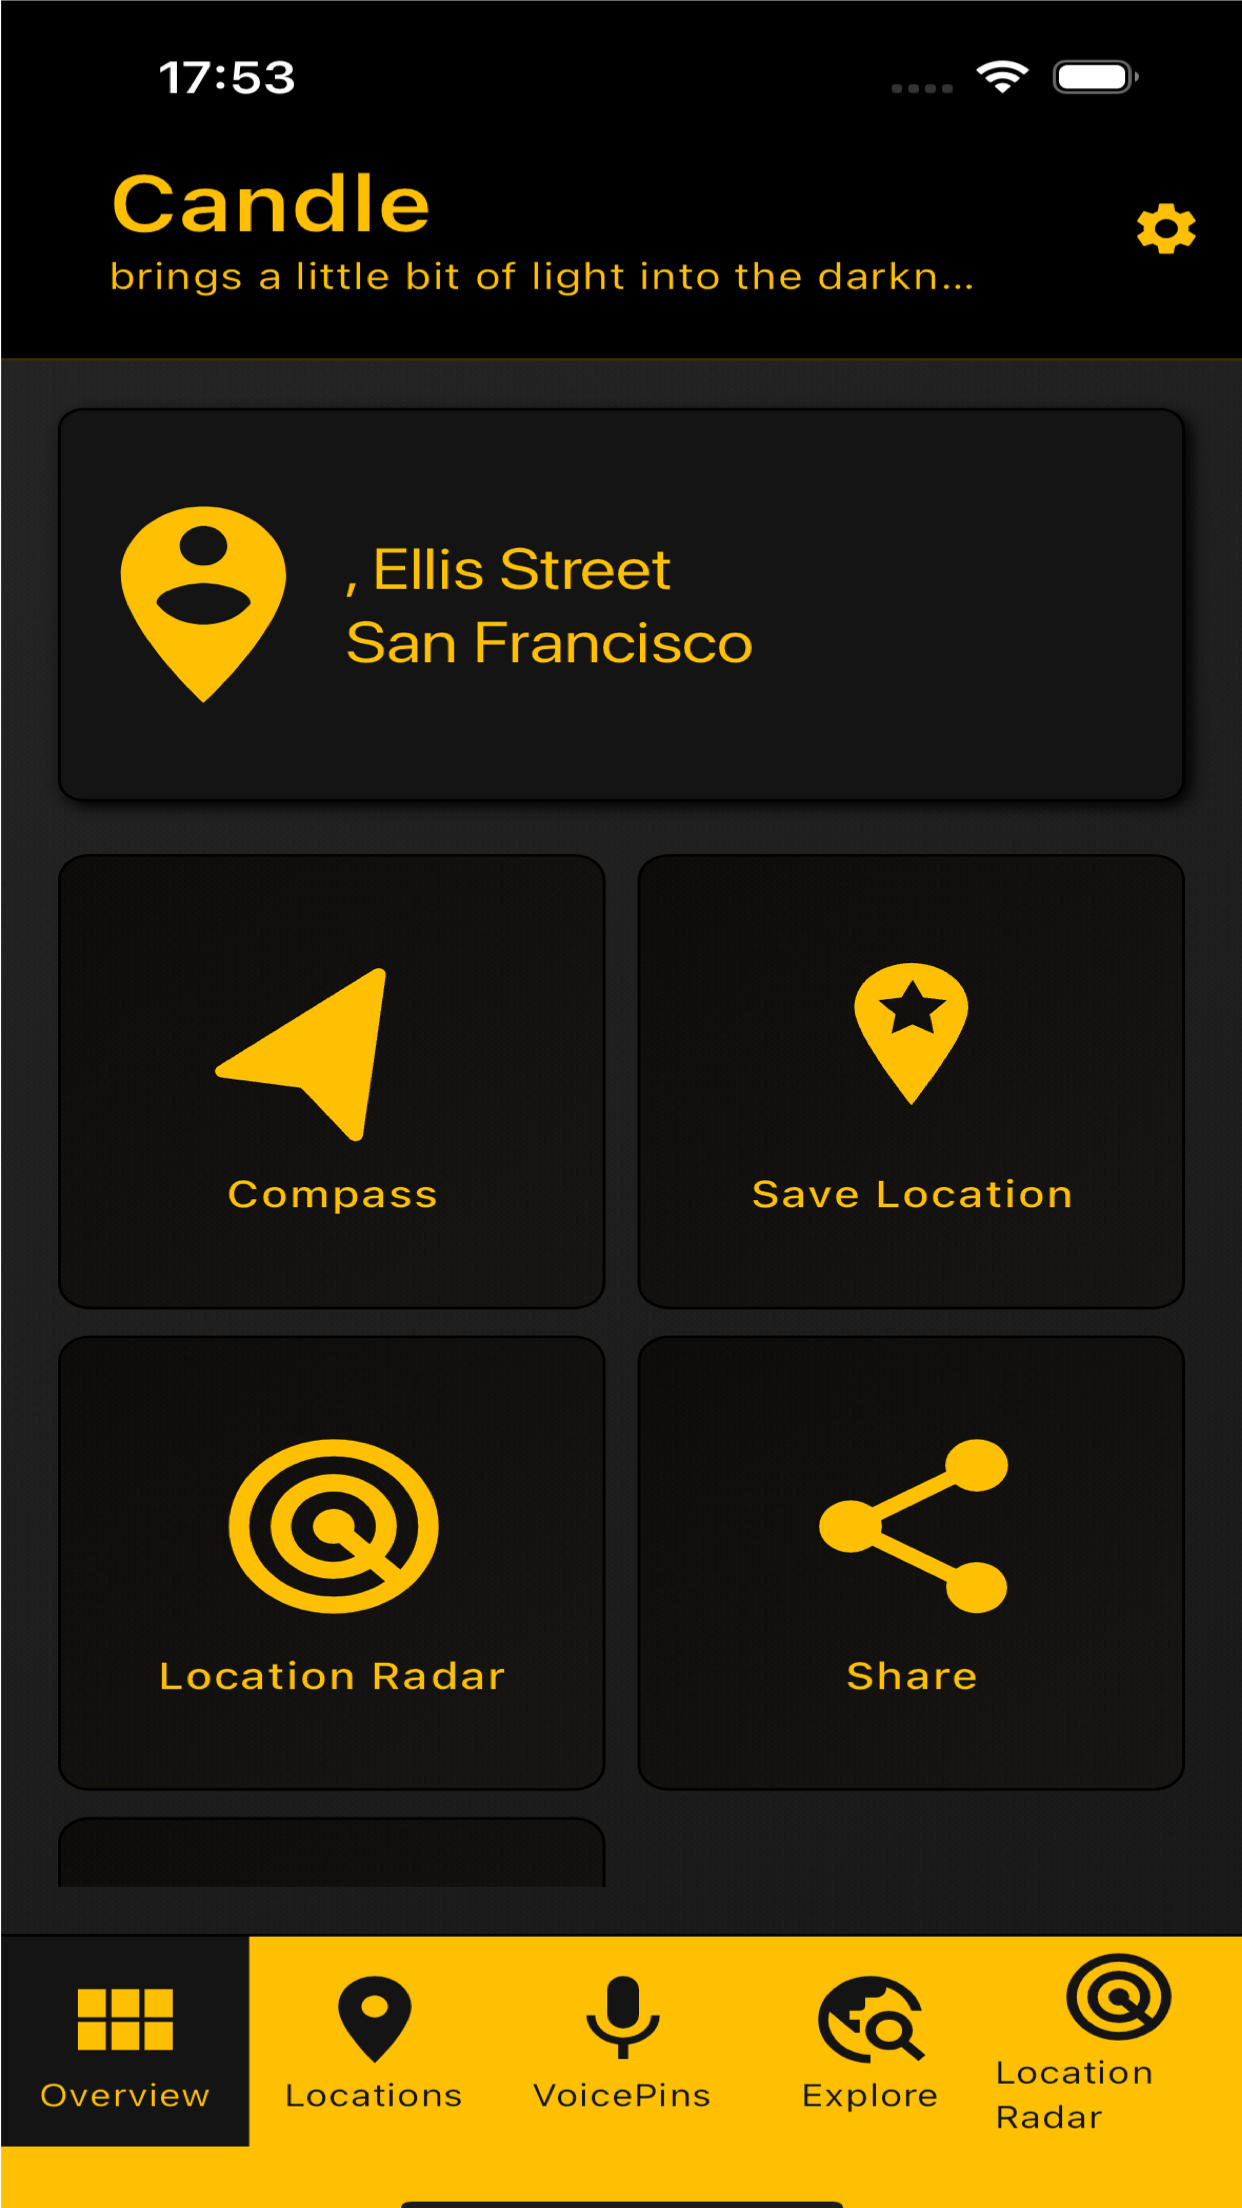 17:53
Candle
brings a little bit of light into the darkn...
, Ellis Street
San Francisco
Compass
Save Location
Location Radar
Share
Overview
Locations
VoicePins
Explore
Location
Radar